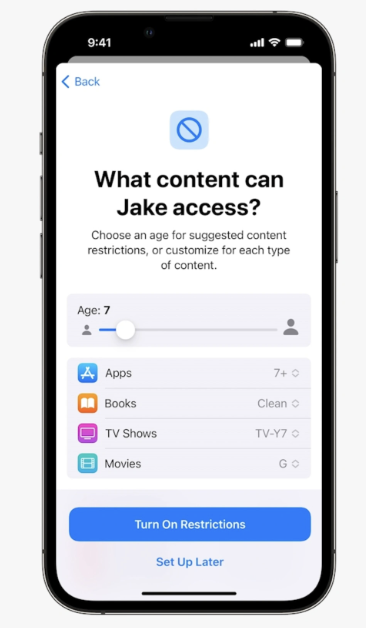 9:41
Back
What content can
Jake access?
Choose an age for suggested content
restrictions, or customize for each type
of content.
Age: 7
Apps 7+
Books Clean
TV Shows TV-Y7
Movies G
Turn On Restrictions
Set Up Later